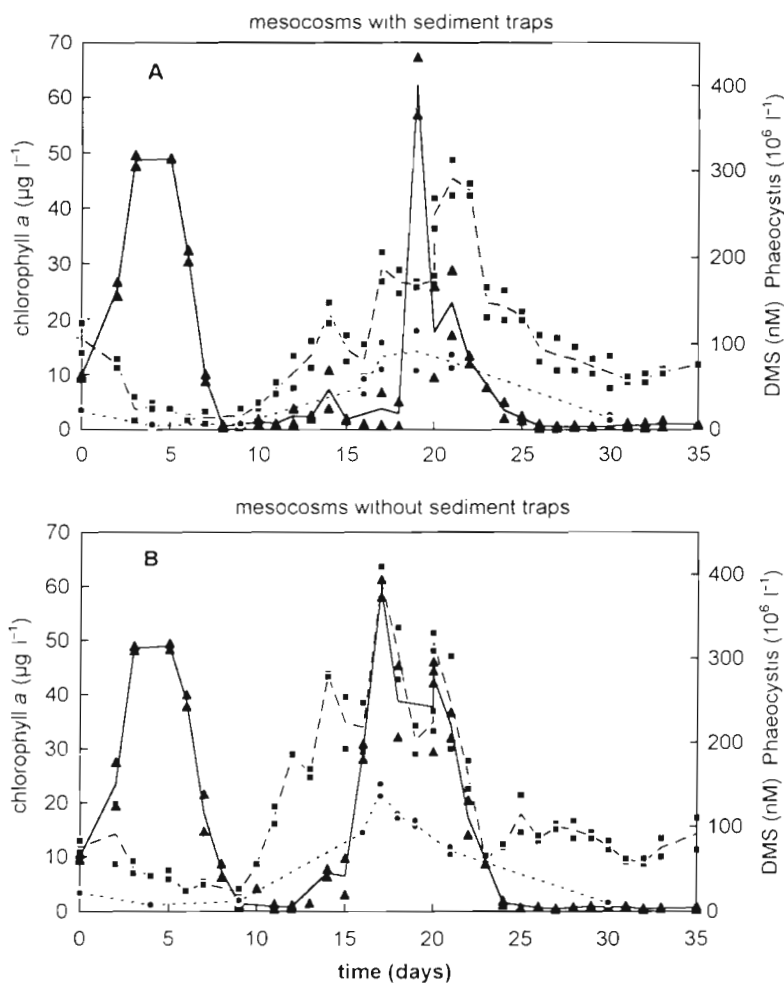 mesocosms with sediment traps
A
70
60
50
40
30
20
10
0
chlorophyll a (µg l⁻¹)
400
300
200
100
0
DMS (nM) Phaeocystis (10⁶ l⁻¹)
0 5 10 15 20 25 30 35
mesocosms without sediment traps
B
70
60
50
40
30
20
10
0
chlorophyll a (µg l⁻¹)
400
300
200
100
0
DMS (nM) Phaeocystis (10⁶ l⁻¹)
0 5 10 15 20 25 30 35
time (days)